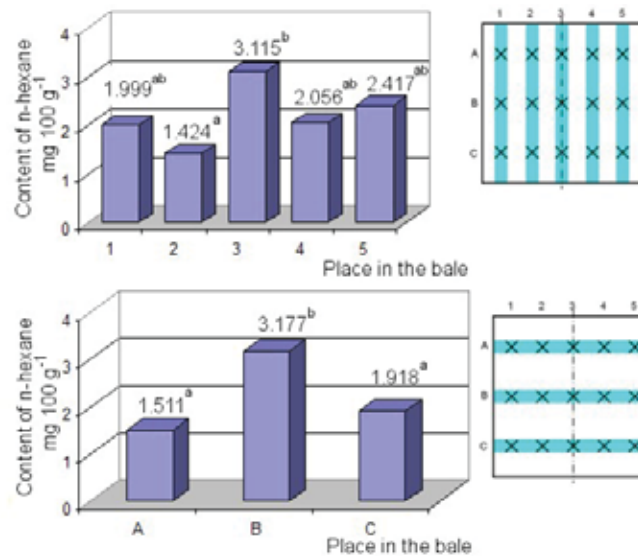 Content of n-hexane
mg 100 g-1
4
3
2
1
0
1.999ab
1.424a
3.115b
2.056ab
2.417ab
1 2 3 4 5
Place in the bale
1 2 3 4 5
A
B
C
Content of n-hexane
mg 100 g-1
4
3
2
1
0
1.511a
3.177b
1.918a
A B C
Place in the bale
1 2 3 4 5
A
B
C